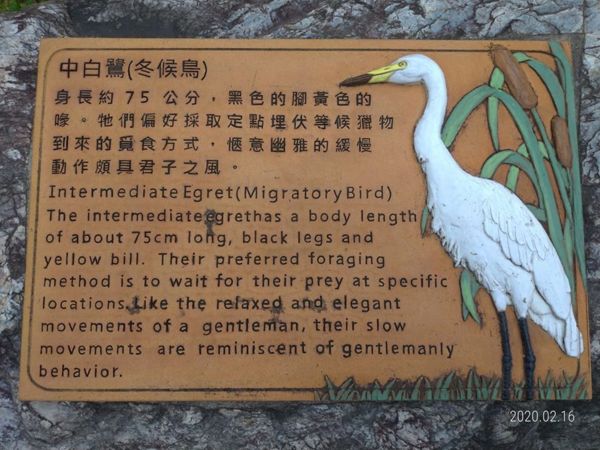 中白鷺(冬候鳥)
身長約75公分，黑色的腳黃色的
喙。牠們偏好採取定點埋伏等候獵物
到來的覓食方式，愜意幽雅的緩慢
動作頗具君子之風。
Intermediate Egret(Migratory Bird)
The intermediate egrethas a body length
of about 75cm long, black legs and
yellow bill. Their preferred foraging
method is to wait for their prey at specific
locations.Like the relaxed and elegant
movements of a gentleman, their slow
movements are reminiscent of gentlemanly
behavior.
2020.02.16